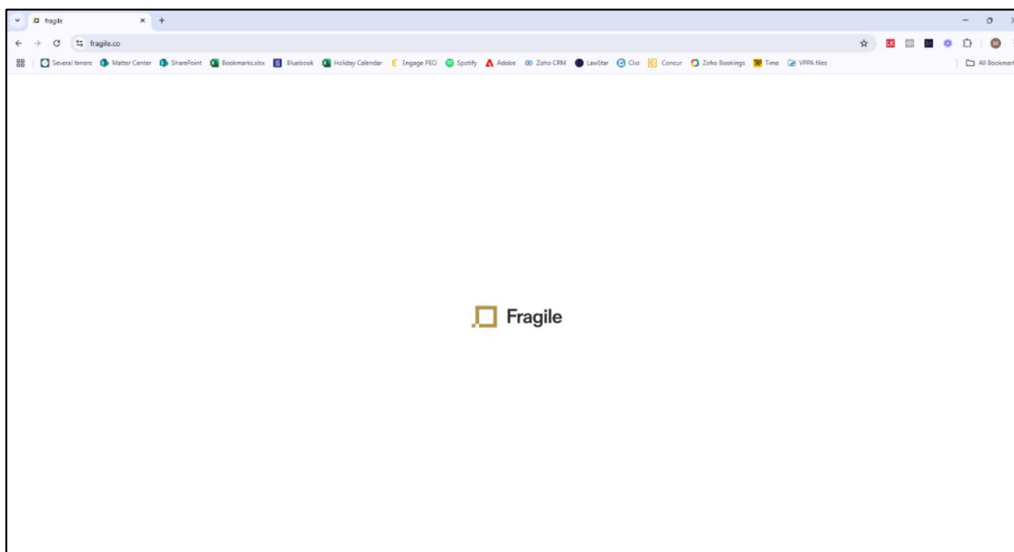 fragile
fragile.co
Several timers Matter Center SharePoint Bookmarks.xlsx Bluebook Holiday Calendar Engage PEO Spotify Adobe Zoho CRM LawStar Clio Concur Zoho Bookings Time VPPA files All Bookmar
Fragile